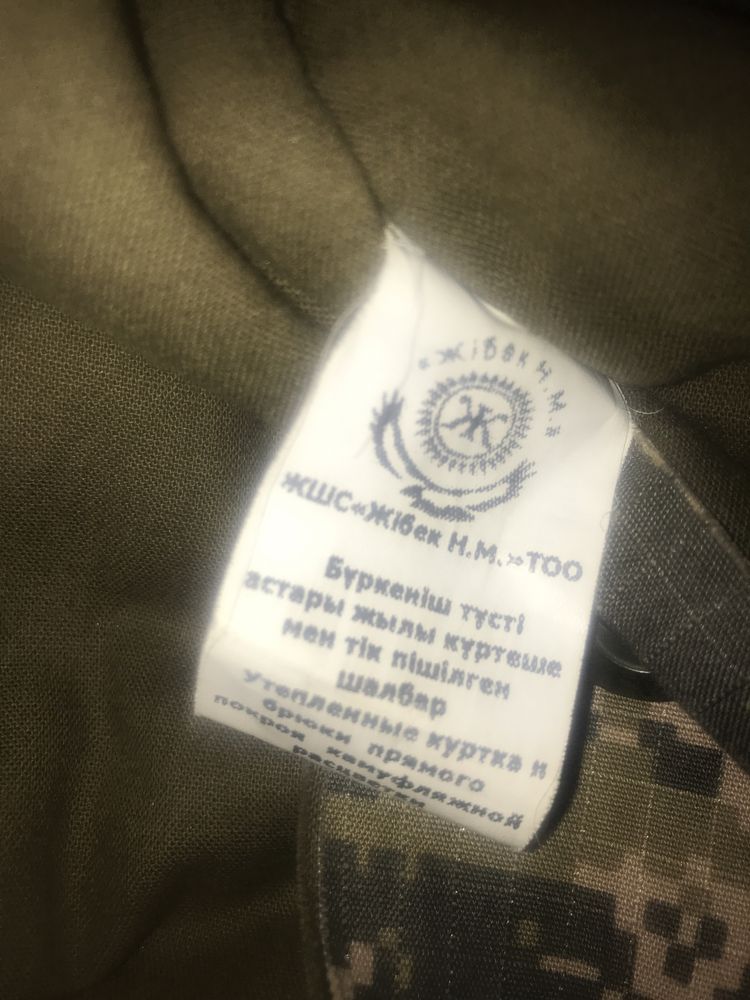 «Жібек Н.М.»
ЖШС«Жібек Н.М.»ТОО
Бүркеніш түсті
астары жылы күртеше
мен тік пішілген
шалбар
Утепленные куртка и
брюки прямого
покроя камуфляжной
расцветки